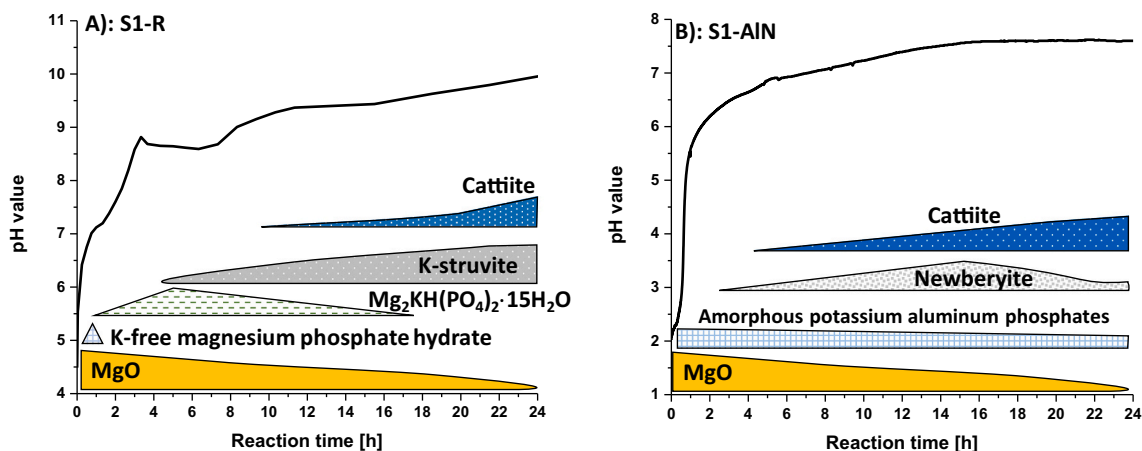 A): S1-R
11
10
9
8
7
6
5
4
pH value
Cattiite
K-struvite
Mg₂KH(PO₄)₂·15H₂O
K-free magnesium phosphate hydrate
MgO
0 2 4 6 8 10 12 14 16 18 20 22 24
Reaction time [h]
B): S1-AlN
8
7
6
5
4
3
2
1
pH value
Cattiite
Newberyite
Amorphous potassium aluminum phosphates
MgO
0 2 4 6 8 10 12 14 16 18 20 22 24
Reaction time [h]